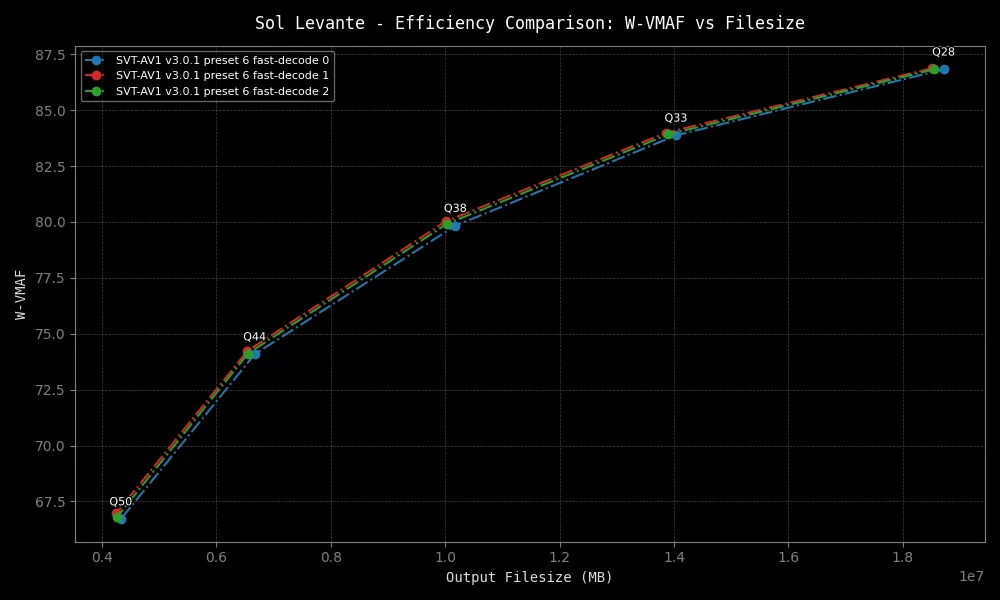 Sol Levante - Efficiency Comparison: W-VMAF vs Filesize
SVT-AV1 v3.0.1 preset 6 fast-decode 0
SVT-AV1 v3.0.1 preset 6 fast-decode 1
SVT-AV1 v3.0.1 preset 6 fast-decode 2
Q28
Q33
Q38
Q44
Q50
W-VMAF
87.5
85.0
82.5
80.0
77.5
75.0
72.5
70.0
67.5
0.4 0.6 0.8 1.0 1.2 1.4 1.6 1.8
1e7
Output Filesize (MB)